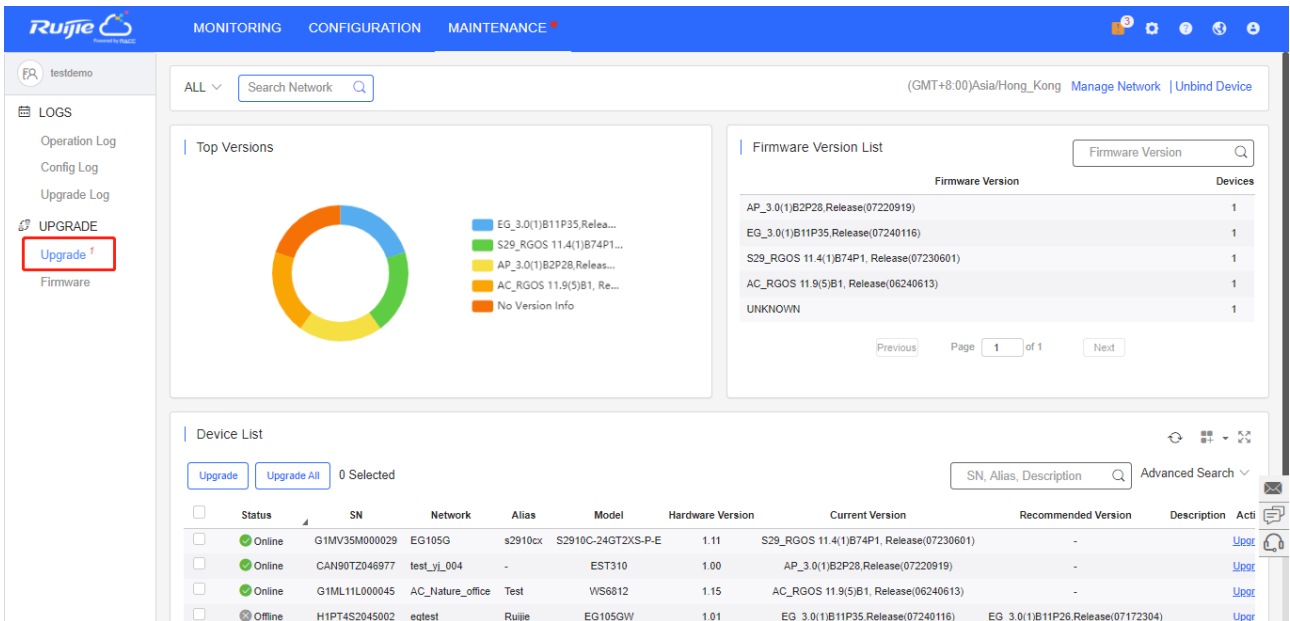 Ruijie
Powered by RACC
MONITORING CONFIGURATION MAINTENANCE
3
testdemo
LOGS
Operation Log
Config Log
Upgrade Log
UPGRADE
Upgrade 1
Firmware
ALL Search Network (GMT+8:00)Asia/Hong_Kong Manage Network | Unbind Device
Top Versions
EG_3.0(1)B11P35,Relea...
S29_RGOS 11.4(1)B74P1...
AP_3.0(1)B2P28,Releas...
AC_RGOS 11.9(5)B1, Re...
No Version Info
Firmware Version List Firmware Version
Firmware Version Devices
AP_3.0(1)B2P28,Release(07220919) 1
EG_3.0(1)B11P35,Release(07240116) 1
S29_RGOS 11.4(1)B74P1, Release(07230601) 1
AC_RGOS 11.9(5)B1, Release(06240613) 1
UNKNOWN 1
Previous Page 1 of 1 Next
Device List
Upgrade Upgrade All 0 Selected SN, Alias, Description Advanced Search
Status SN Network Alias Model Hardware Version Current Version Recommended Version Description Acti
Online G1MV35M000029 EG105G s2910cx S2910C-24GT2XS-P-E 1.11 S29_RGOS 11.4(1)B74P1, Release(07230601) - Upgr
Online CAN90TZ046977 test_yj_004 - EST310 1.00 AP_3.0(1)B2P28,Release(07220919) - Upgr
Online G1ML11L000045 AC_Nature_office Test WS6812 1.15 AC_RGOS 11.9(5)B1, Release(06240613) - Upgr
Offline H1PT4S2045002 egtest Ruijie EG105GW 1.01 EG_3.0(1)B11P35,Release(07240116) EG_3.0(1)B11P26,Release(07172304) Upgr